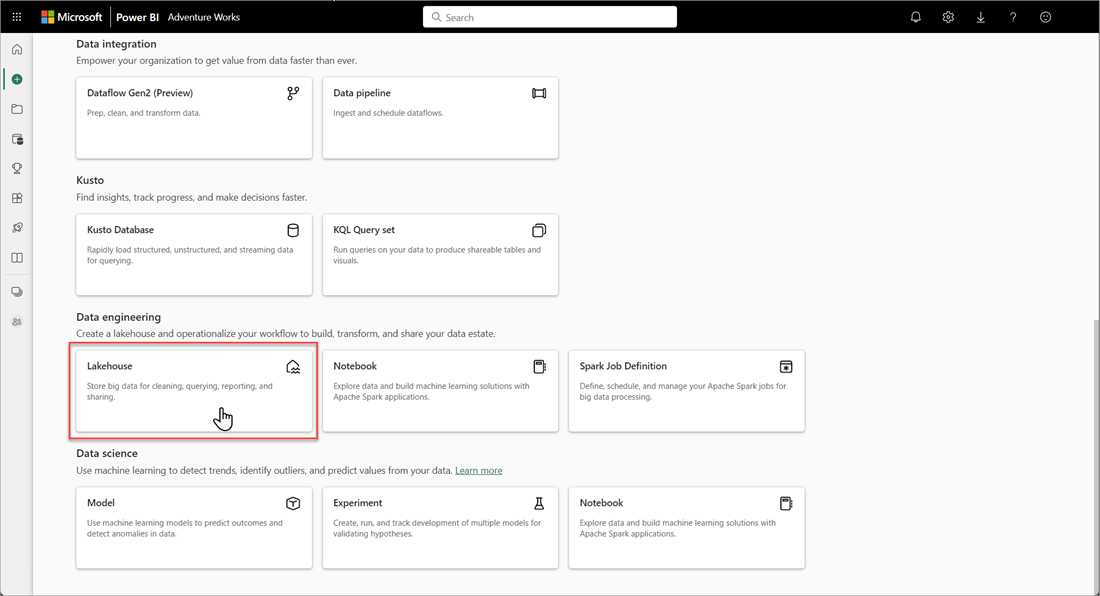 Microsoft Power BI Adventure Works
Search
Data integration
Empower your organization to get value from data faster than ever.
Dataflow Gen2 (Preview)
Prep, clean, and transform data.
Data pipeline
Ingest and schedule dataflows.
Kusto
Find insights, track progress, and make decisions faster.
Kusto Database
Rapidly load structured, unstructured, and streaming data
for querying.
KQL Query set
Run queries on your data to produce shareable tables and
visuals.
Data engineering
Create a lakehouse and operationalize your workflow to build, transform, and share your data estate.
Lakehouse
Store big data for cleaning, querying, reporting, and
sharing.
Notebook
Explore data and build machine learning solutions with
Apache Spark applications.
Spark Job Definition
Define, schedule, and manage your Apache Spark jobs for
big data processing.
Data science
Use machine learning to detect trends, identify outliers, and predict values from your data. Learn more
Model
Use machine learning models to predict outcomes and
detect anomalies in data.
Experiment
Create, run, and track development of multiple models for
validating hypotheses.
Notebook
Explore data and build machine learning solutions with
Apache Spark applications.